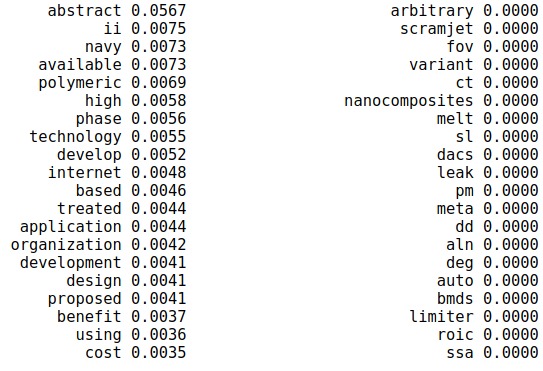 abstract 0.0567 arbitrary 0.0000
ii 0.0075 scramjet 0.0000
navy 0.0073 fov 0.0000
available 0.0073 variant 0.0000
polymeric 0.0069 ct 0.0000
high 0.0058 nanocomposites 0.0000
phase 0.0056 melt 0.0000
technology 0.0055 sl 0.0000
develop 0.0052 dacs 0.0000
internet 0.0048 leak 0.0000
based 0.0046 pm 0.0000
treated 0.0044 meta 0.0000
application 0.0044 dd 0.0000
organization 0.0042 aln 0.0000
development 0.0041 deg 0.0000
design 0.0041 auto 0.0000
proposed 0.0041 bmds 0.0000
benefit 0.0037 limiter 0.0000
using 0.0036 roic 0.0000
cost 0.0035 ssa 0.0000